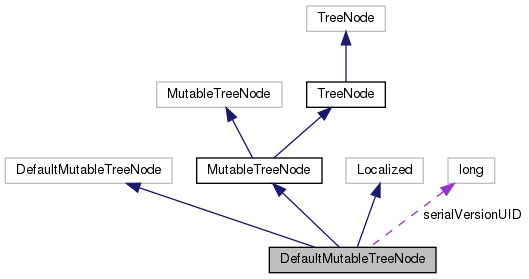 TreeNode
MutableTreeNode
TreeNode
DefaultMutableTreeNode
MutableTreeNode
Localized
long
serialVersionUID
DefaultMutableTreeNode